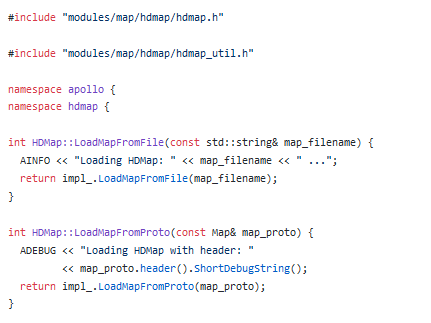 #include "modules/map/hdmap/hdmap.h"
#include "modules/map/hdmap/hdmap_util.h"
namespace apollo {
namespace hdmap {
int HDMap::LoadMapFromFile(const std::string& map_filename) {
  AINFO << "Loading HDMap: " << map_filename << " ...";
  return impl_.LoadMapFromFile(map_filename);
}
int HDMap::LoadMapFromProto(const Map& map_proto) {
  ADEBUG << "Loading HDMap with header: "
         << map_proto.header().ShortDebugString();
  return impl_.LoadMapFromProto(map_proto);
}